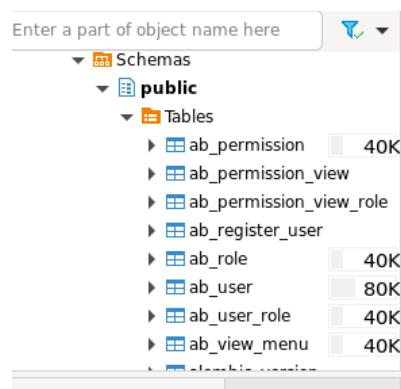 Enter a part of object name here
Schemas
public
Tables
ab_permission 40K
ab_permission_view
ab_permission_view_role
ab_register_user
ab_role 40K
ab_user 80K
ab_user_role 40K
ab_view_menu 40K